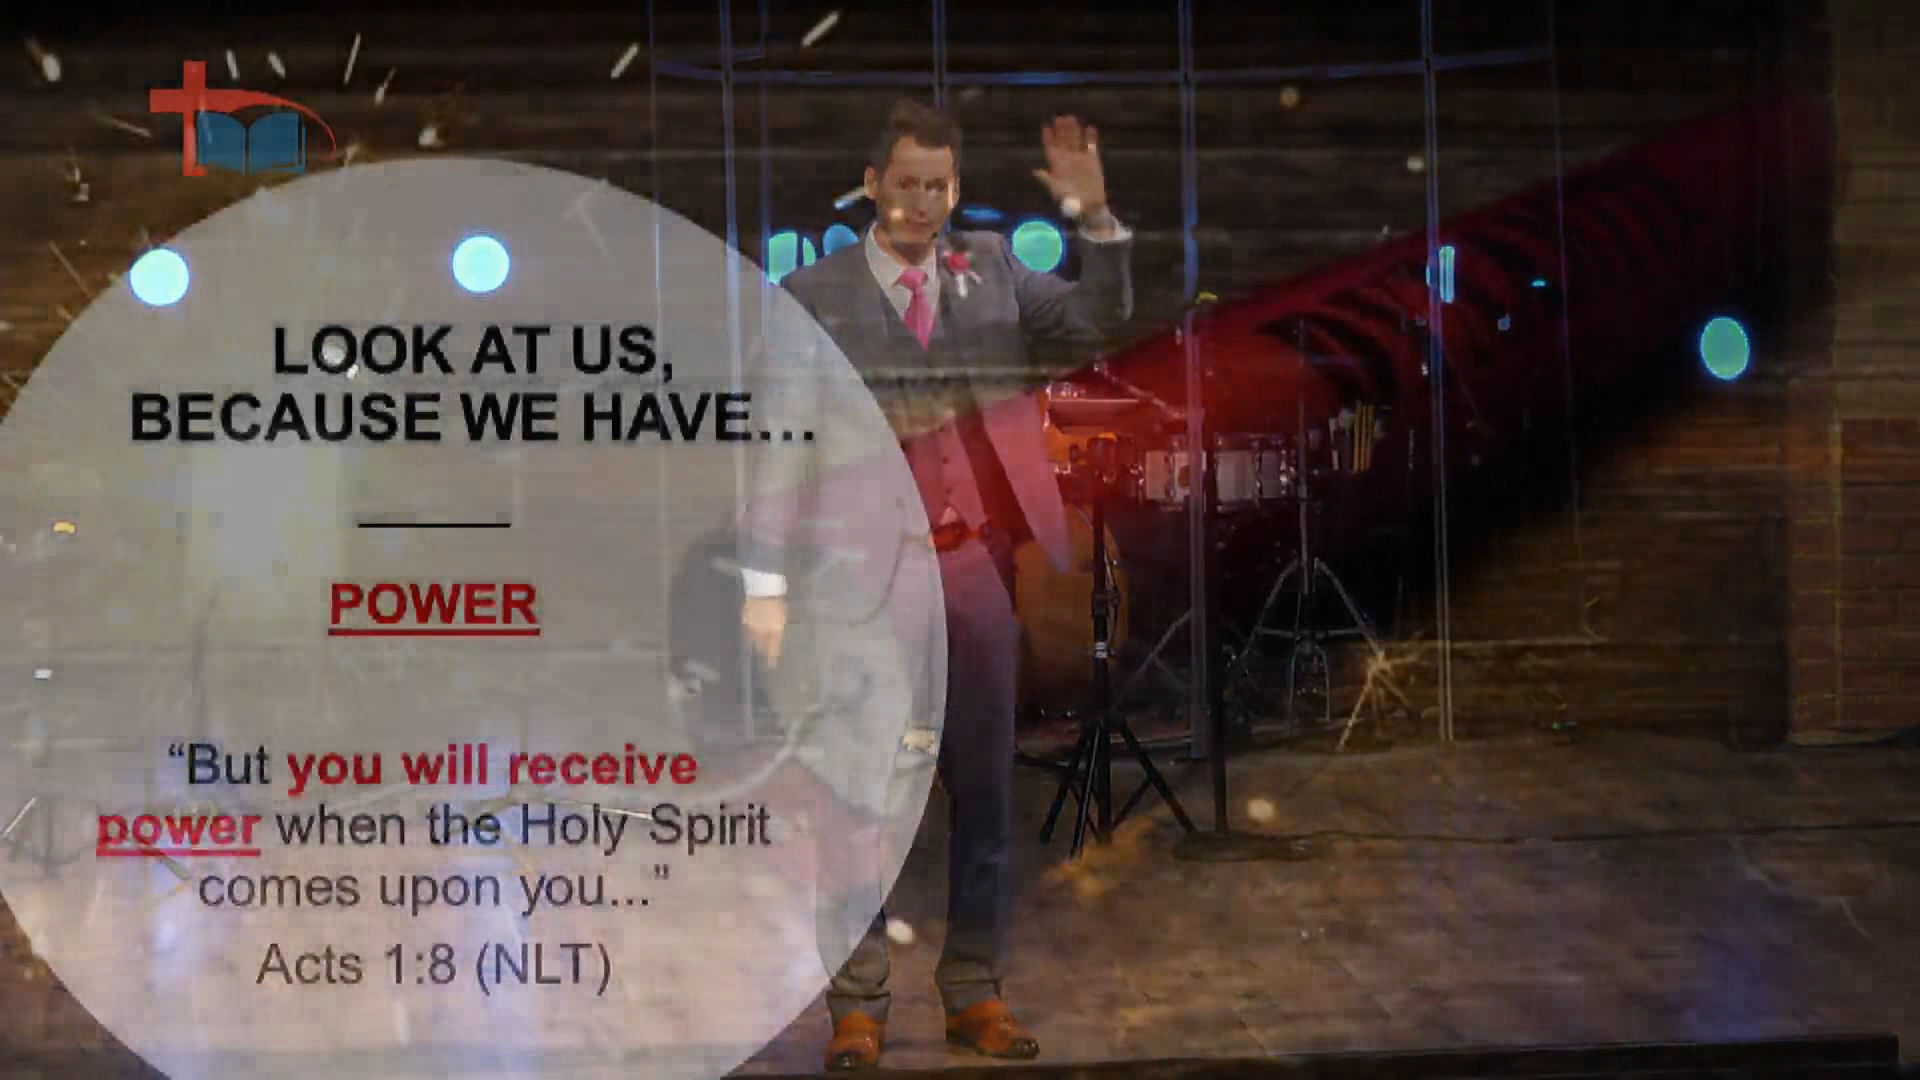 LOOK AT US,
BECAUSE WE HAVE...
POWER
“But you will receive
power when the Holy Spirit
comes upon you...”
Acts 1:8 (NLT)